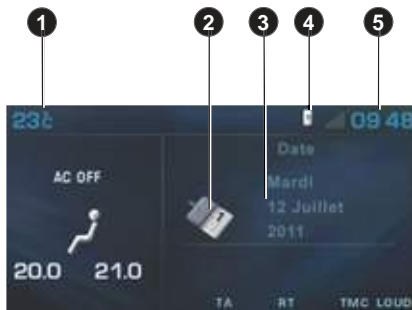 1 2 3 4 5
23c 09 48
Date
AC OFF
Mardi
12 Juillet
2011
1
20.0 21.0
TA RT TMC LOUD